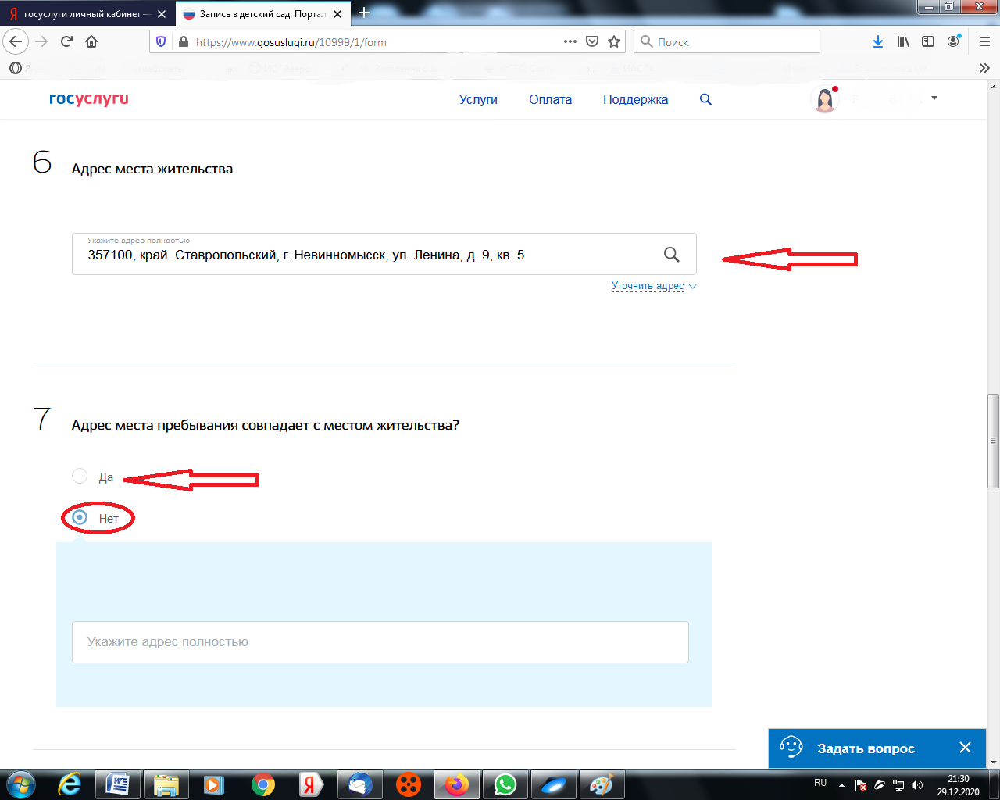 госуслуги личный кабинет —
Запись в детский сад. Портал
https://www.gosuslugi.ru/10999/1/form
Поиск
госуслуги
Услуги
Оплата
Поддержка
6
Адрес места жительства
Укажите адрес полностью
357100, край. Ставропольский, г. Невинномысск, ул. Ленина, д. 9, кв. 5
Уточнить адрес
7
Адрес места пребывания совпадает с местом жительства?
Да
Нет
Укажите адрес полностью
Задать вопрос
RU
21:30
29.12.2020